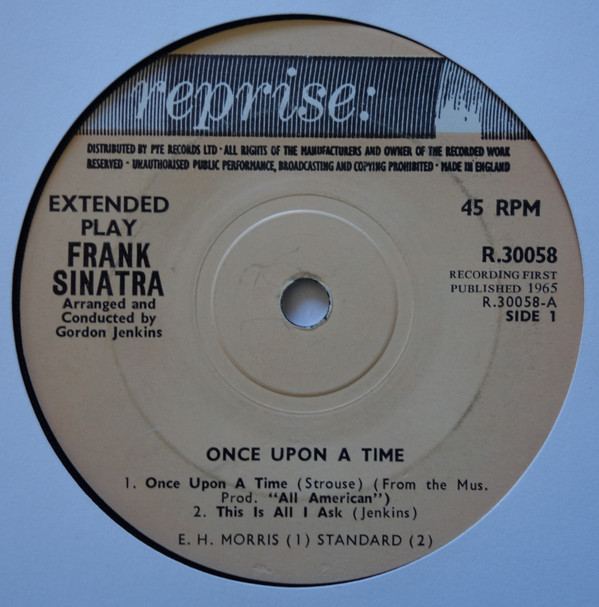 reprise:
DISTRIBUTED BY PYE RECORDS LTD · ALL RIGHTS OF THE MANUFACTURERS AND OWNER OF THE RECORDED WORK
RESERVED · UNAUTHORISED PUBLIC PERFORMANCE, BROADCASTING AND COPYING PROHIBITED · MADE IN ENGLAND
EXTENDED
PLAY
FRANK
SINATRA
Arranged and
Conducted by
Gordon Jenkins
45 RPM
R.30058
RECORDING FIRST
PUBLISHED 1965
R.30058-A
SIDE 1
ONCE UPON A TIME
1. Once Upon A Time (Strouse) (From the Mus.
Prod. "All American")
2. This Is All I Ask (Jenkins)
E. H. MORRIS (1) STANDARD (2)